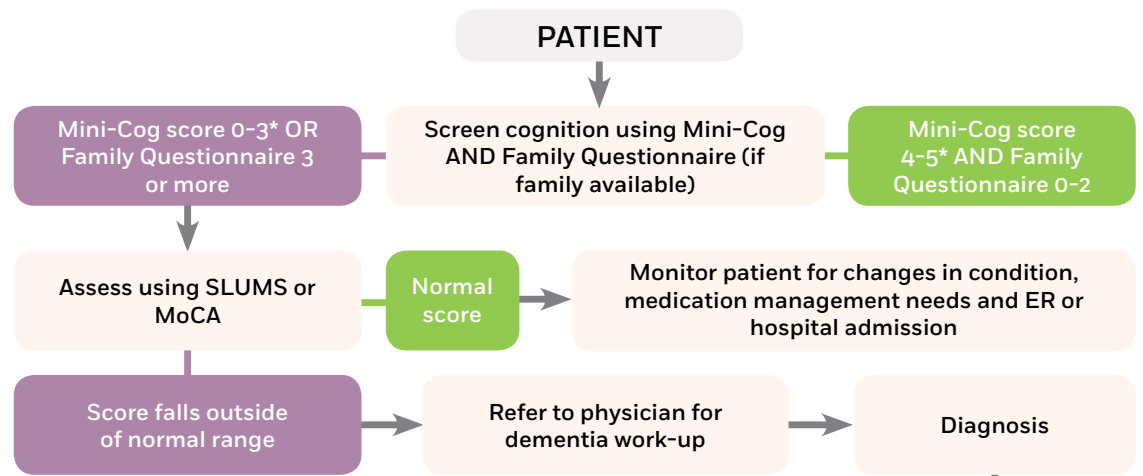 PATIENT
Mini-Cog score 0-3* OR
Family Questionnaire 3
or more
Screen cognition using Mini-Cog
AND Family Questionnaire (if
family available)
Mini-Cog score
4-5* AND Family
Questionnaire 0-2
Assess using SLUMS or
MoCA
Normal
score
Monitor patient for changes in condition,
medication management needs and ER or
hospital admission
Score falls outside
of normal range
Refer to physician for
dementia work-up
Diagnosis